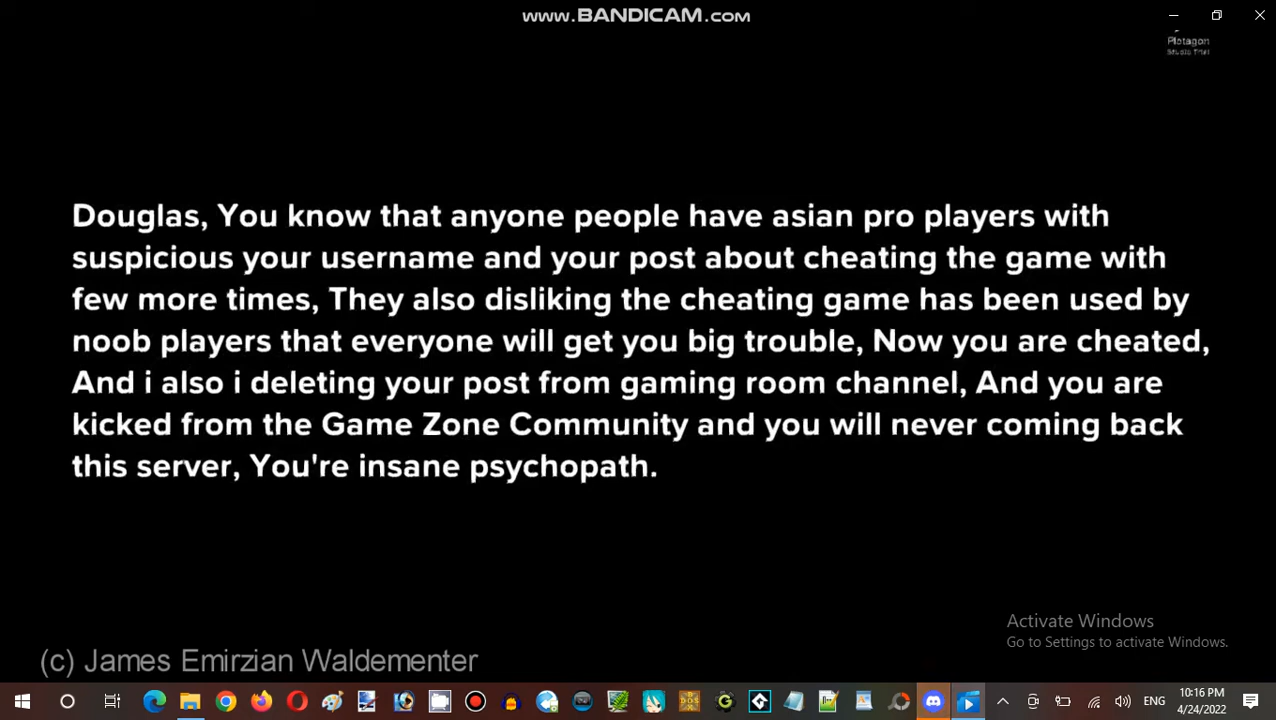 www.BANDICAM.com
Plotagon
Studio Trial
Douglas, You know that anyone people have asian pro players with
suspicious your username and your post about cheating the game with
few more times, They also disliking the cheating game has been used by
noob players that everyone will get you big trouble, Now you are cheated,
And i also i deleting your post from gaming room channel, And you are
kicked from the Game Zone Community and you will never coming back
this server, You're insane psychopath.
Activate Windows
Go to Settings to activate Windows.
(c) James Emirzian Waldementer
ENG
10:16 PM
4/24/2022